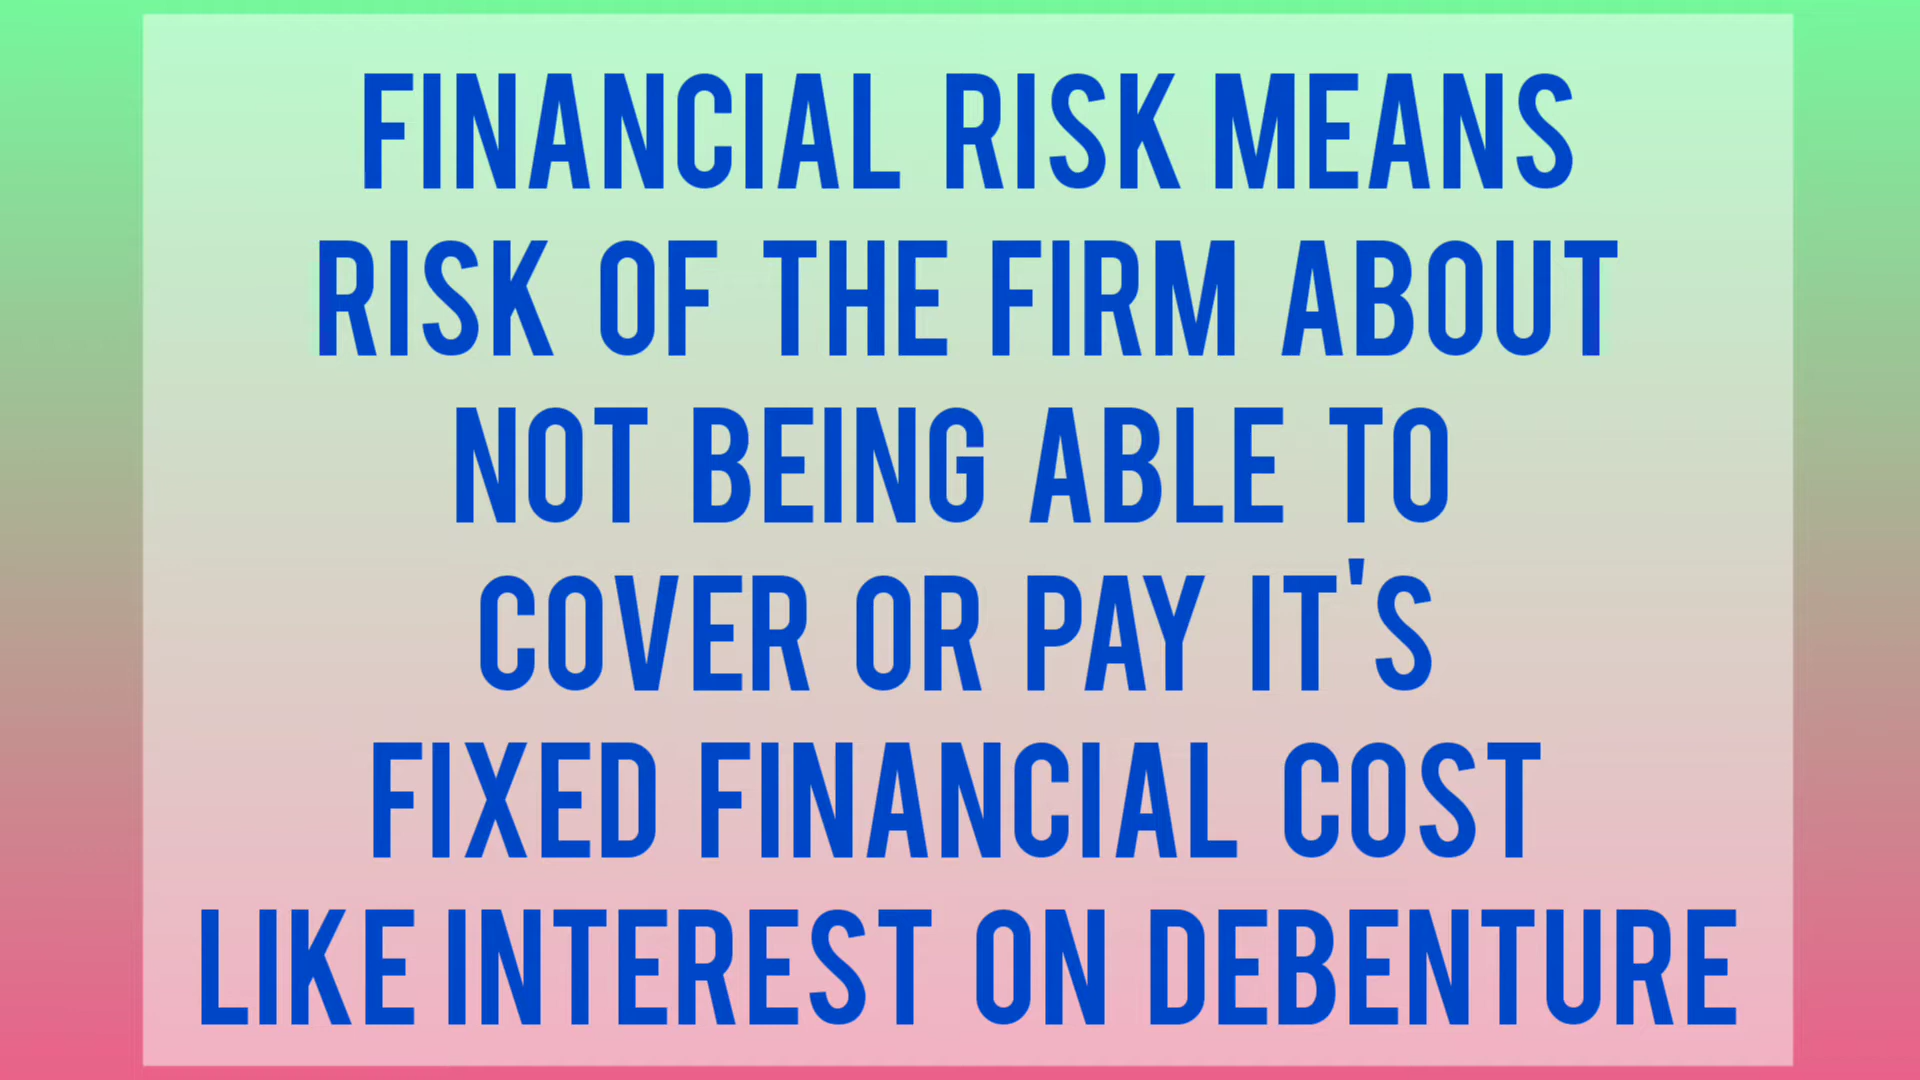 FINANCIAL RISK MEANS
RISK OF THE FIRM ABOUT
NOT BEING ABLE TO
COVER OR PAY IT'S
FIXED FINANCIAL COST
LIKE INTEREST ON DEBENTURE